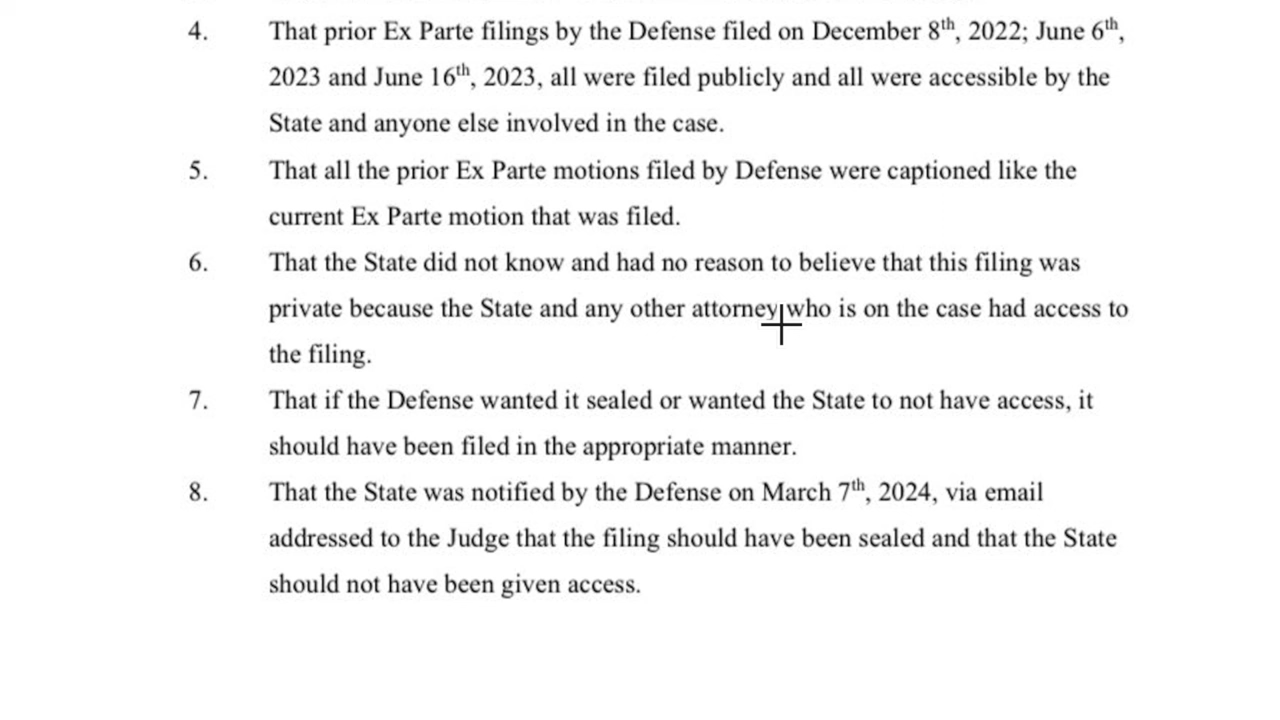 4. That prior Ex Parte filings by the Defense filed on December 8th, 2022; June 6th,
2023 and June 16th, 2023, all were filed publicly and all were accessible by the
State and anyone else involved in the case.
5. That all the prior Ex Parte motions filed by Defense were captioned like the
current Ex Parte motion that was filed.
6. That the State did not know and had no reason to believe that this filing was
private because the State and any other attorney who is on the case had access to
the filing.
7. That if the Defense wanted it sealed or wanted the State to not have access, it
should have been filed in the appropriate manner.
8. That the State was notified by the Defense on March 7th, 2024, via email
addressed to the Judge that the filing should have been sealed and that the State
should not have been given access.